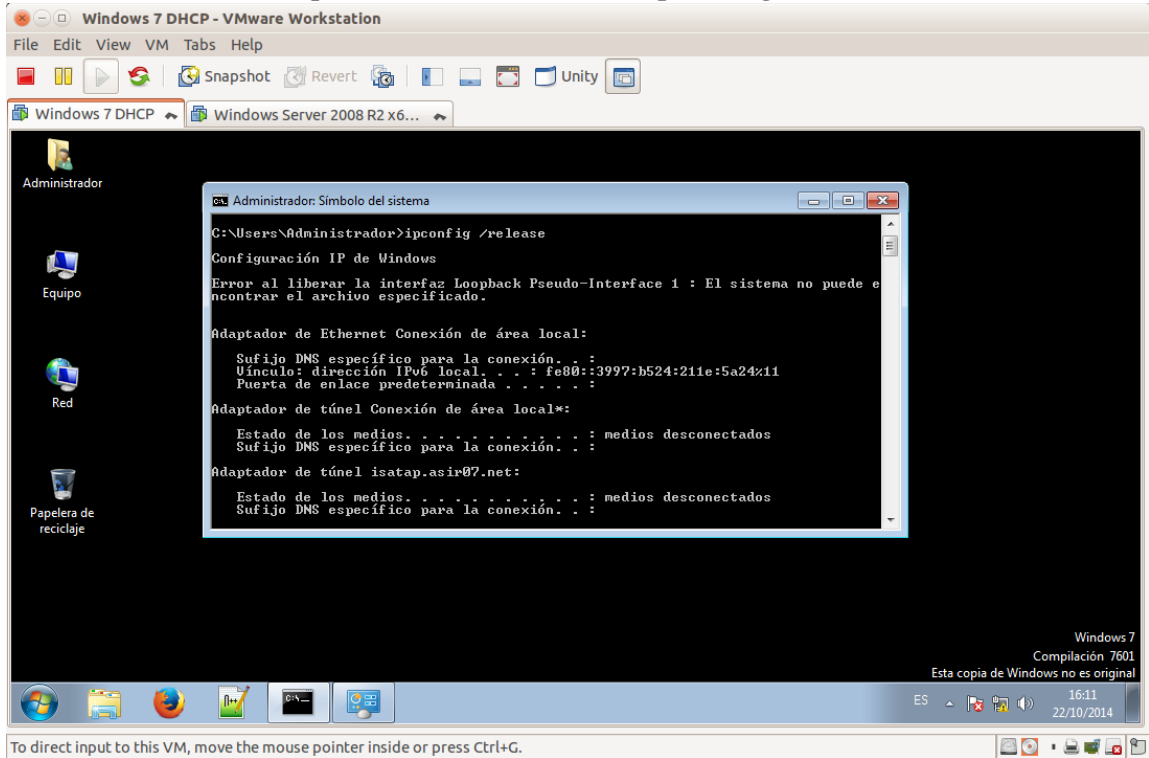 Windows 7 DHCP - VMware Workstation
File Edit View VM Tabs Help
Snapshot Revert Unity
Windows 7 DHCP Windows Server 2008 R2 x6...
Administrador
Equipo
Red
Papelera de
reciclaje
Administrador: Símbolo del sistema
C:\Users\Administrador>ipconfig /release
Configuración IP de Windows
Error al liberar la interfaz Loopback Pseudo-Interface 1 : El sistema no puede e
ncontrar el archivo especificado.
Adaptador de Ethernet Conexión de área local:
Sufijo DNS específico para la conexión. . :
Vínculo: dirección IPv6 local. . . : fe80::3997:b524:211e:5a24%11
Puerta de enlace predeterminada . . . . . :
Adaptador de túnel Conexión de área local*:
Estado de los medios. . . . . . . . . . . : medios desconectados
Sufijo DNS específico para la conexión. . :
Adaptador de túnel isatap.asir07.net:
Estado de los medios. . . . . . . . . . . : medios desconectados
Sufijo DNS específico para la conexión. . :
Windows 7
Compilación 7601
Esta copia de Windows no es original
ES
16:11
22/10/2014
To direct input to this VM, move the mouse pointer inside or press Ctrl+G.